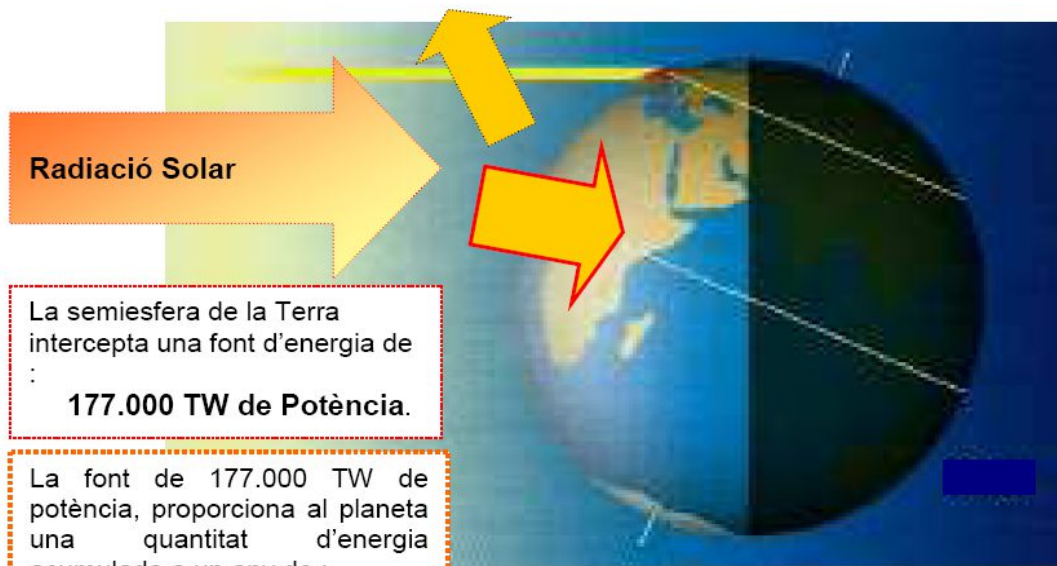 Radiació Solar
La semiesfera de la Terra
intercepta una font d'energia de
:
177.000 TW de Potència.
La font de 177.000 TW de
potència, proporciona al planeta
una quantitat d'energia